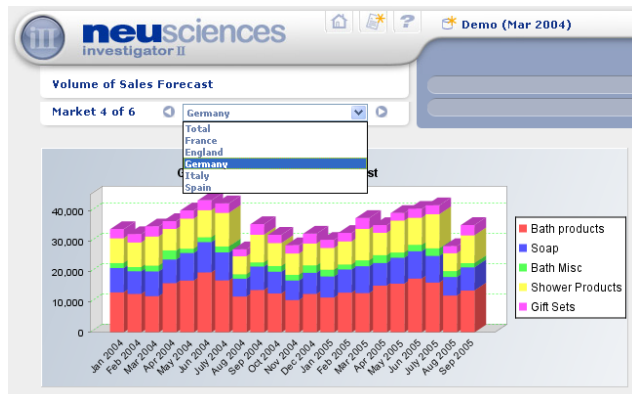 neusciences
investigator II
? Demo (Mar 2004)
Volume of Sales Forecast
Market 4 of 6 Germany
Total
France
England
Germany
Italy
Spain
40,000
30,000
20,000
10,000
0
Jan 2004
Feb 2004
Mar 2004
Apr 2004
May 2004
Jun 2004
July 2004
Aug 2004
Sep 2004
Oct 2004
Nov 2004
Dec 2004
Jan 2005
Feb 2005
Mar 2005
Apr 2005
May 2005
Jun 2005
July 2005
Aug 2005
Sep 2005
Bath products
Soap
Bath Misc
Shower Products
Gift Sets